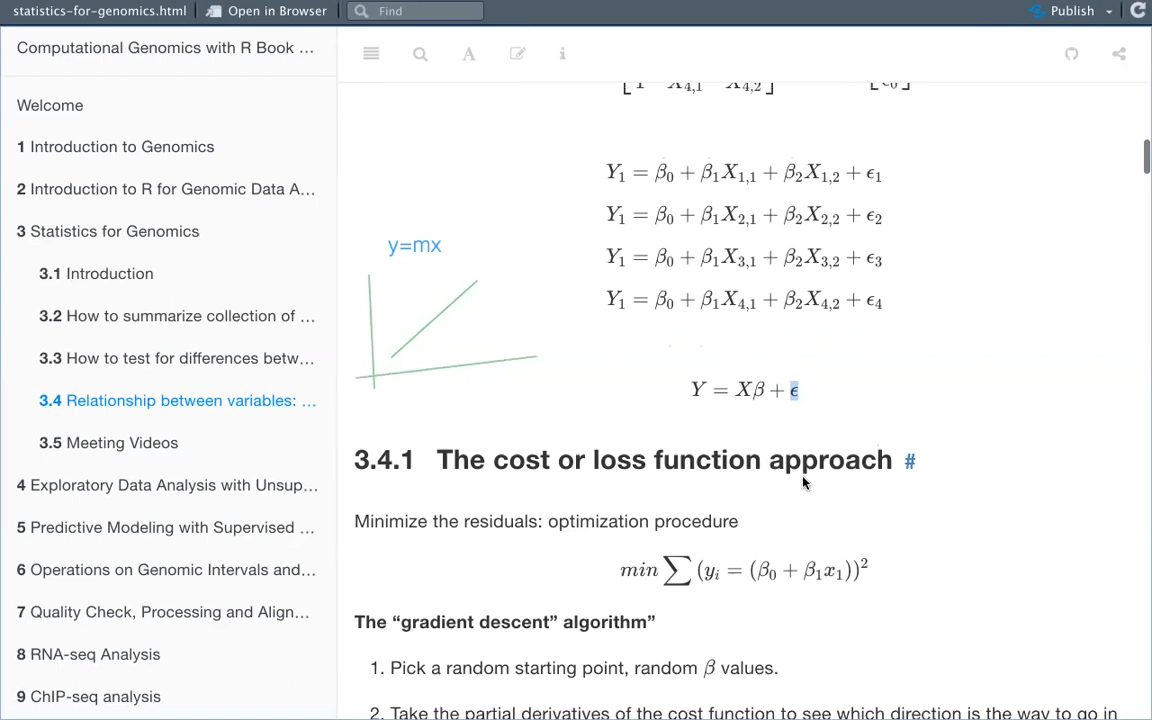 statistics-for-genomics.html Open in Browser Find Publish
Computational Genomics with R Book ...
Welcome
1 Introduction to Genomics
2 Introduction to R for Genomic Data A...
3 Statistics for Genomics
3.1 Introduction
3.2 How to summarize collection of ...
3.3 How to test for differences betw...
3.4 Relationship between variables: ...
3.5 Meeting Videos
4 Exploratory Data Analysis with Unsup...
5 Predictive Modeling with Supervised ...
6 Operations on Genomic Intervals and...
7 Quality Check, Processing and Align...
8 RNA-seq Analysis
9 ChIP-seq analysis
Y₁ = β₀ + β₁X₁,₁ + β₂X₁,₂ + ϵ₁
Y₁ = β₀ + β₁X₂,₁ + β₂X₂,₂ + ϵ₂
Y₁ = β₀ + β₁X₃,₁ + β₂X₃,₂ + ϵ₃
Y₁ = β₀ + β₁X₄,₁ + β₂X₄,₂ + ϵ₄
y=mx
Y = Xβ + ϵ
3.4.1 The cost or loss function approach #
Minimize the residuals: optimization procedure
min ∑ (yᵢ = (β₀ + β₁x₁))²
The “gradient descent” algorithm”
1. Pick a random starting point, random β values.
2. Take the partial derivatives of the cost function to see which direction is the way to go in